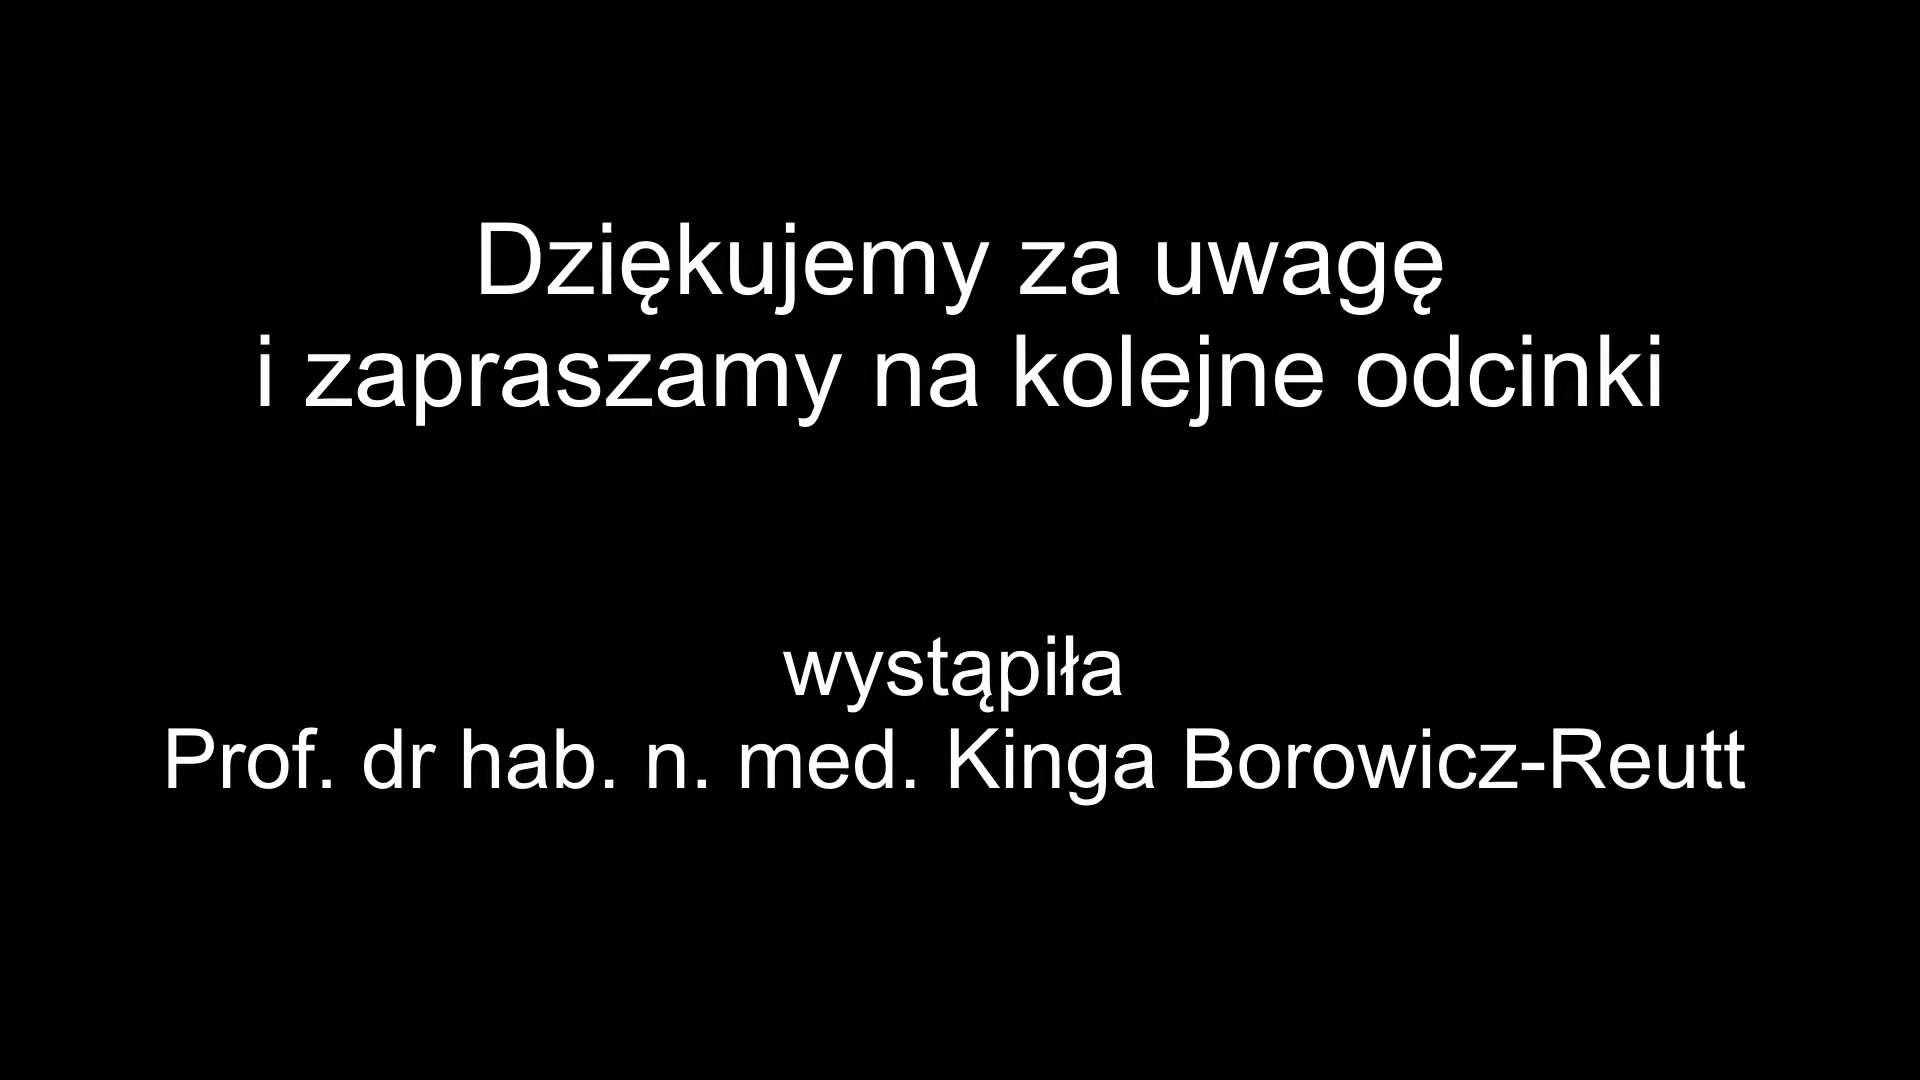 Dziękujemy za uwagę
i zapraszamy na kolejne odcinki
wystąpiła
Prof. dr hab. n. med. Kinga Borowicz-Reutt